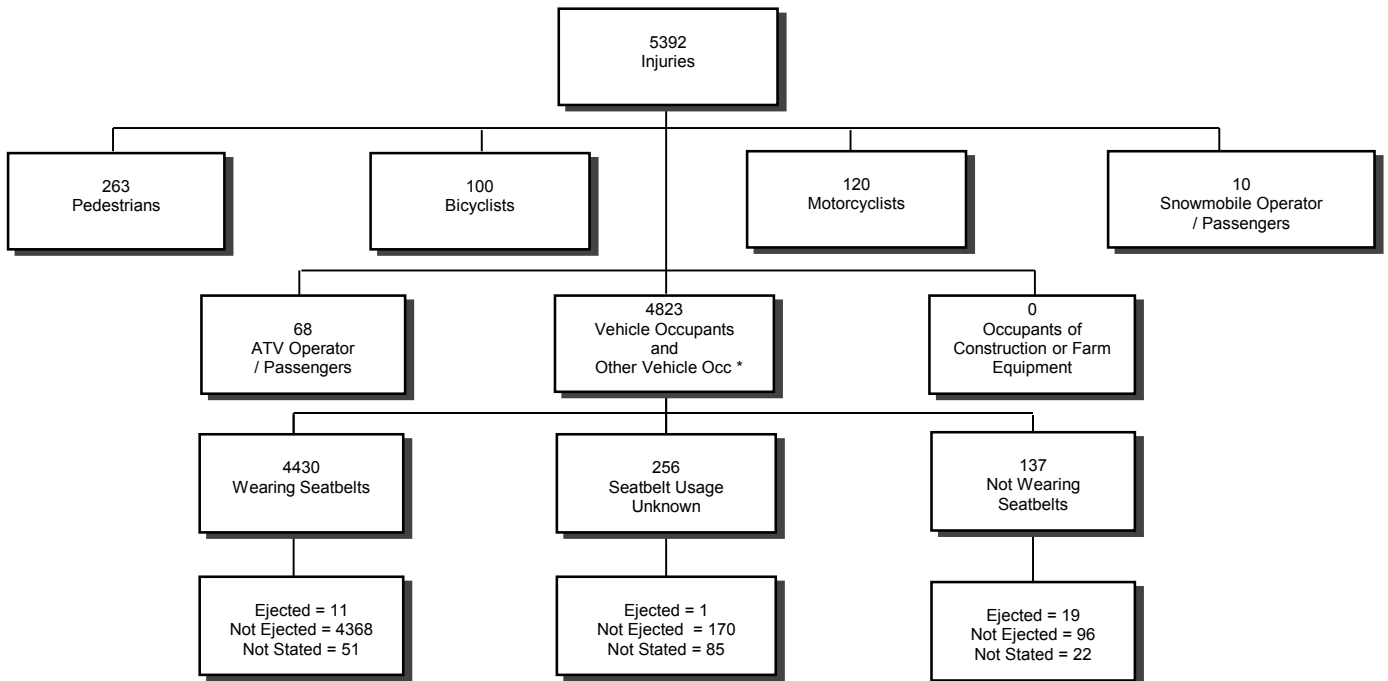 5392
Injuries
263
Pedestrians
100
Bicyclists
120
Motorcyclists
10
Snowmobile Operator
/ Passengers
68
ATV Operator
/ Passengers
4823
Vehicle Occupants
and
Other Vehicle Occ *
0
Occupants of
Construction or Farm
Equipment
4430
Wearing Seatbelts
256
Seatbelt Usage
Unknown
137
Not Wearing
Seatbelts
Ejected = 11
Not Ejected = 4368
Not Stated = 51
Ejected = 1
Not Ejected = 170
Not Stated = 85
Ejected = 19
Not Ejected = 96
Not Stated = 22